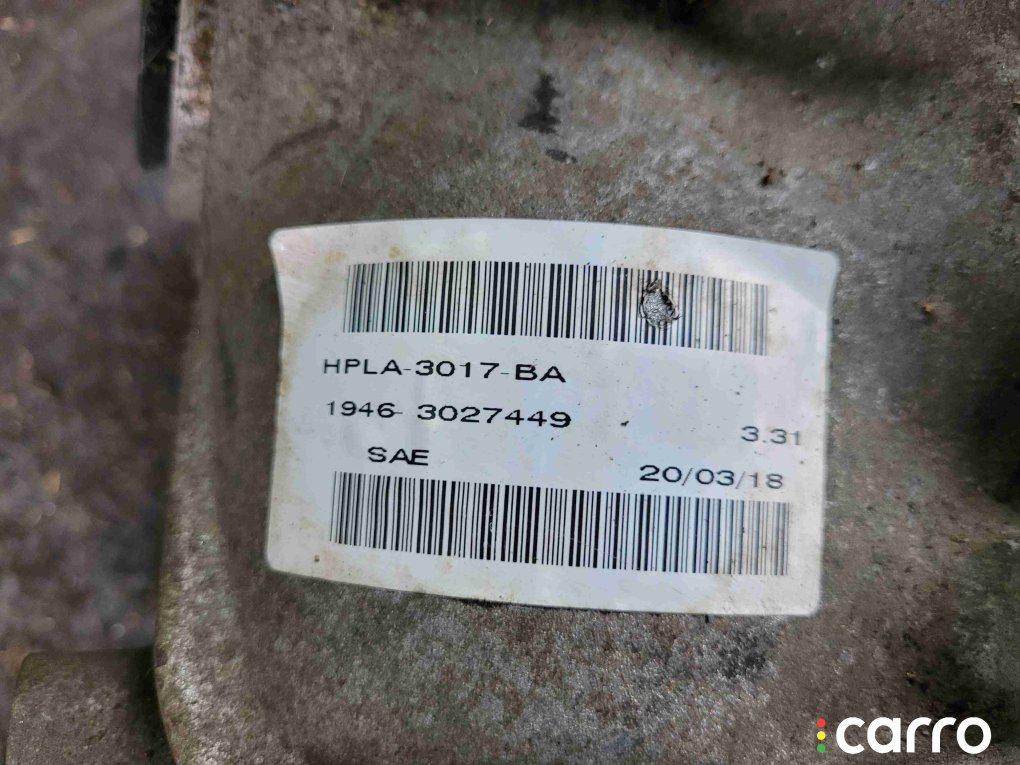 HPLA-3017-BA
1946- 3027449
3.31
SAE
20/03/18
carro